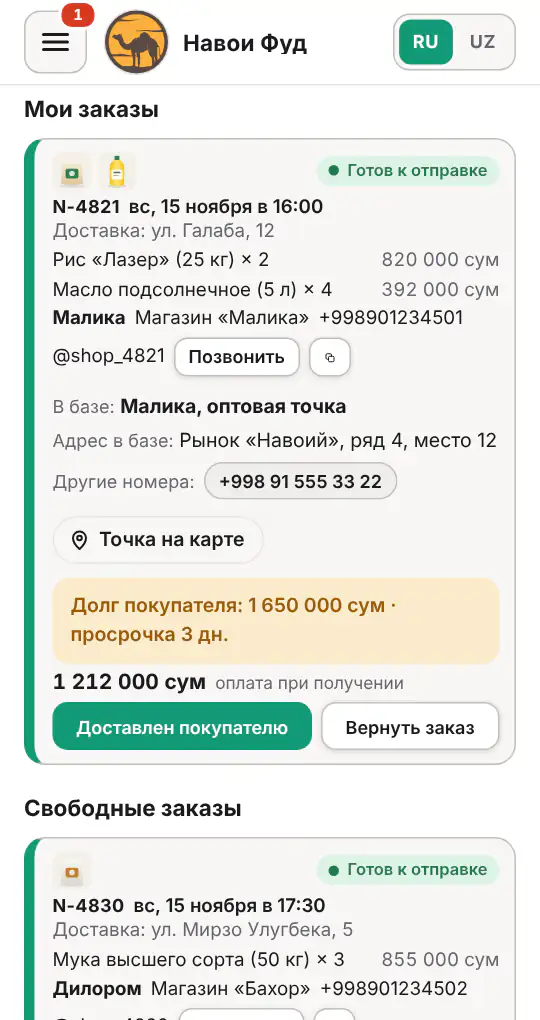 1
Навои Фуд
RU
UZ
Мои заказы
Готов к отправке
N-4821 вс, 15 ноября в 16:00
Доставка: ул. Галаба, 12
Рис «Лазер» (25 кг) × 2 820 000 сум
Масло подсолнечное (5 л) × 4 392 000 сум
Малика Магазин «Малика» +998901234501
@shop_4821 Позвонить
В базе: Малика, оптовая точка
Адрес в базе: Рынок «Навоий», ряд 4, место 12
Другие номера: +998 91 555 33 22
Точка на карте
Долг покупателя: 1 650 000 сум ·
просрочка 3 дн.
1 212 000 сум оплата при получении
Доставлен покупателю
Вернуть заказ
Свободные заказы
Готов к отправке
N-4830 вс, 15 ноября в 17:30
Доставка: ул. Мирзо Улугбека, 5
Мука высшего сорта (50 кг) × 3 855 000 сум
Дилором Магазин «Бахор» +998901234502